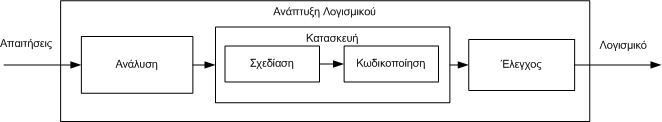 Ανάπτυξη Λογισμικού
Απαιτήσεις
Ανάλυση
Κατασκευή
Σχεδίαση
Κωδικοποίηση
Έλεγχος
Λογισμικό